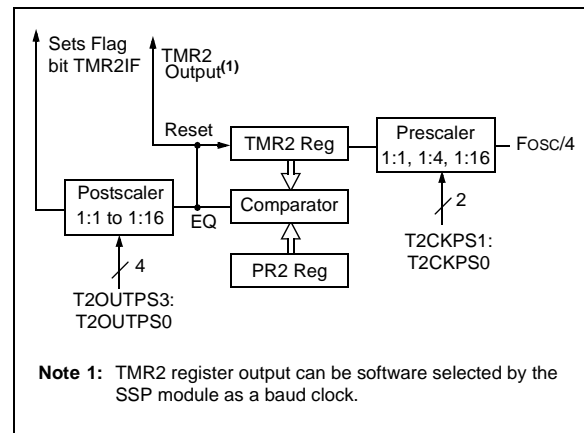 Sets Flag
bit TMR2IF
TMR2
Output(1)
Reset
TMR2 Reg
Prescaler
1:1, 1:4, 1:16
FOSC/4
Postscaler
1:1 to 1:16
EQ
Comparator
2
4
PR2 Reg
T2CKPS1:
T2CKPS0
T2OUTPS3:
T2OUTPS0
Note 1: TMR2 register output can be software selected by the
SSP module as a baud clock.